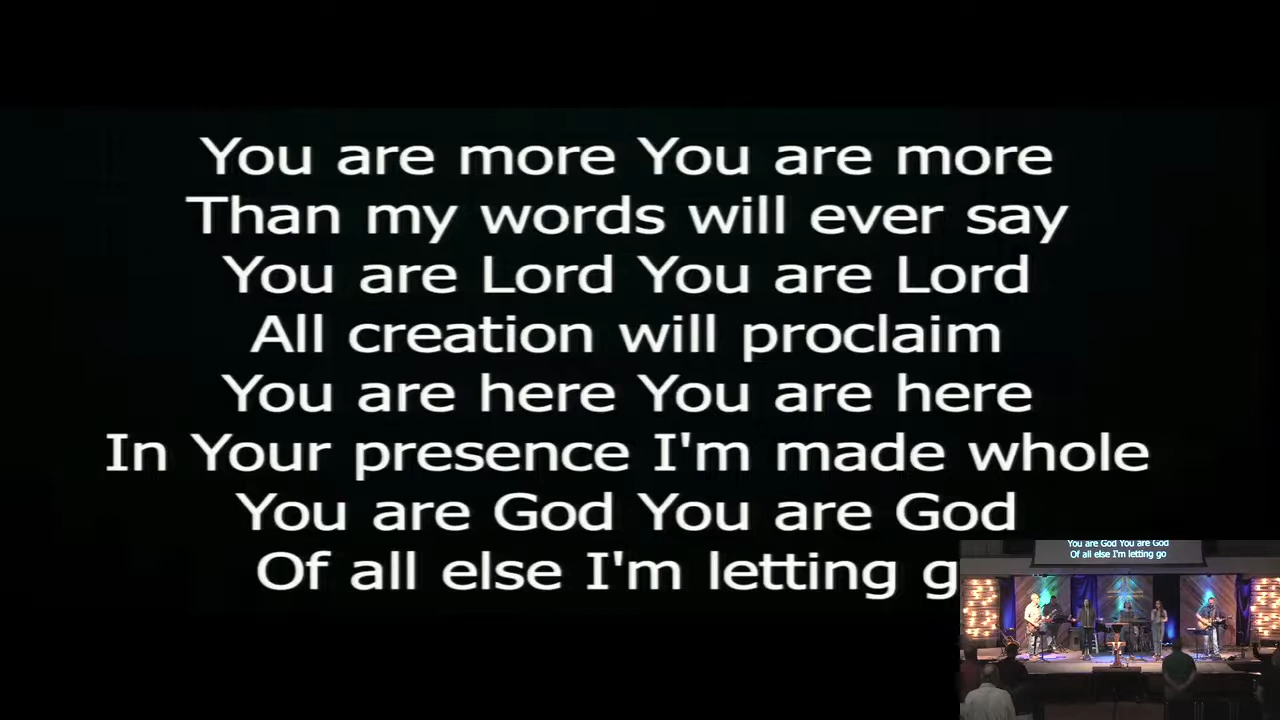 You are more You are more
Than my words will ever say
You are Lord You are Lord
All creation will proclaim
You are here You are here
In Your presence I'm made whole
You are God You are God
Of all else I'm letting g
You are God You are God
Of all else I'm letting go